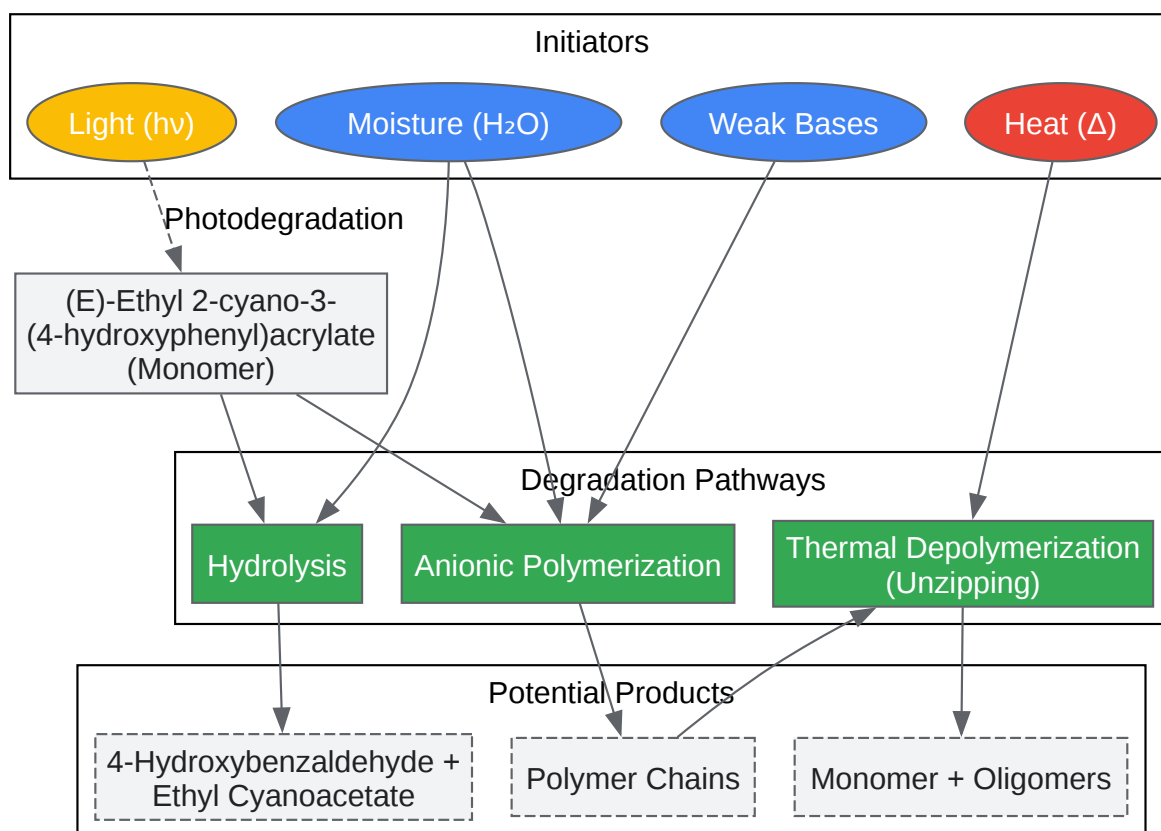 Initiators
Light (hν)
Moisture (H₂O)
Weak Bases
Heat (Δ)
Photodegradation
(E)-Ethyl 2-cyano-3-
(4-hydroxyphenyl)acrylate
(Monomer)
Degradation Pathways
Hydrolysis
Anionic Polymerization
Thermal Depolymerization
(Unzipping)
Potential Products
4-Hydroxybenzaldehyde +
Ethyl Cyanoacetate
Polymer Chains
Monomer + Oligomers